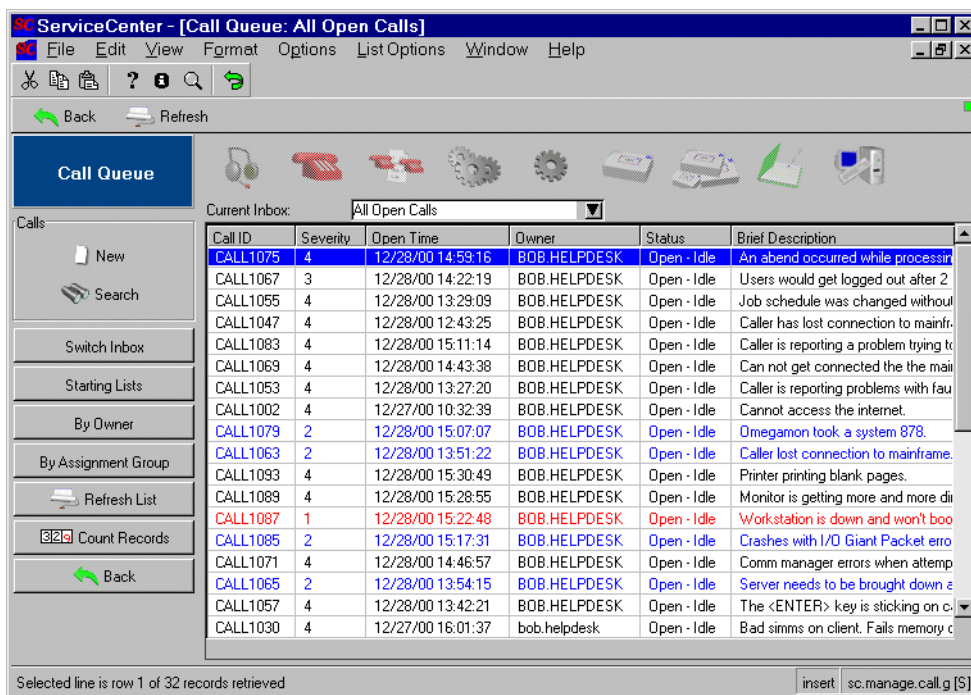 ServiceCenter - [Call Queue: All Open Calls]
File Edit View Format Options List Options Window Help
Back Refresh
Call Queue
Current Inbox: All Open Calls
Calls
New
Search
Switch Inbox
Starting Lists
By Owner
By Assignment Group
Refresh List
329 Count Records
Back
Call ID Severity Open Time Owner Status Brief Description
CALL1075 4 12/28/00 14:59:16 BOB.HELPDESK Open - Idle An abend occurred while processin
CALL1067 3 12/28/00 14:22:19 BOB.HELPDESK Open - Idle Users would get logged out after 2
CALL1055 4 12/28/00 13:29:09 BOB.HELPDESK Open - Idle Job schedule was changed without
CALL1047 4 12/28/00 12:43:25 BOB.HELPDESK Open - Idle Caller has lost connection to mainfr
CALL1083 4 12/28/00 15:11:14 BOB.HELPDESK Open - Idle Caller is reporting a problem trying to
CALL1069 4 12/28/00 14:43:38 BOB.HELPDESK Open - Idle Can not get connected the the mai
CALL1053 4 12/28/00 13:27:20 BOB.HELPDESK Open - Idle Caller is reporting problems with fau
CALL1002 4 12/27/00 10:32:39 BOB.HELPDESK Open - Idle Cannot access the internet.
CALL1079 2 12/28/00 15:07:07 BOB.HELPDESK Open - Idle Omegamon took a system 878.
CALL1063 2 12/28/00 13:51:22 BOB.HELPDESK Open - Idle Caller lost connection to mainframe.
CALL1093 4 12/28/00 15:30:49 BOB.HELPDESK Open - Idle Printer printing blank pages.
CALL1089 4 12/28/00 15:28:55 BOB.HELPDESK Open - Idle Monitor is getting more and more di
CALL1087 1 12/28/00 15:22:48 BOB.HELPDESK Open - Idle Workstation is down and won't boo
CALL1085 2 12/28/00 15:17:31 BOB.HELPDESK Open - Idle Crashes with I/O Giant Packet erro
CALL1071 4 12/28/00 14:46:57 BOB.HELPDESK Open - Idle Comm manager errors when attemp
CALL1065 2 12/28/00 13:54:15 BOB.HELPDESK Open - Idle Server needs to be brought down a
CALL1057 4 12/28/00 13:42:21 BOB.HELPDESK Open - Idle The <ENTER> key is sticking on c
CALL1030 4 12/27/00 16:01:37 bob.helpdesk Open - Idle Bad simms on client. Fails memory c
Selected line is row 1 of 32 records retrieved insert sc.manage.call.g [S]